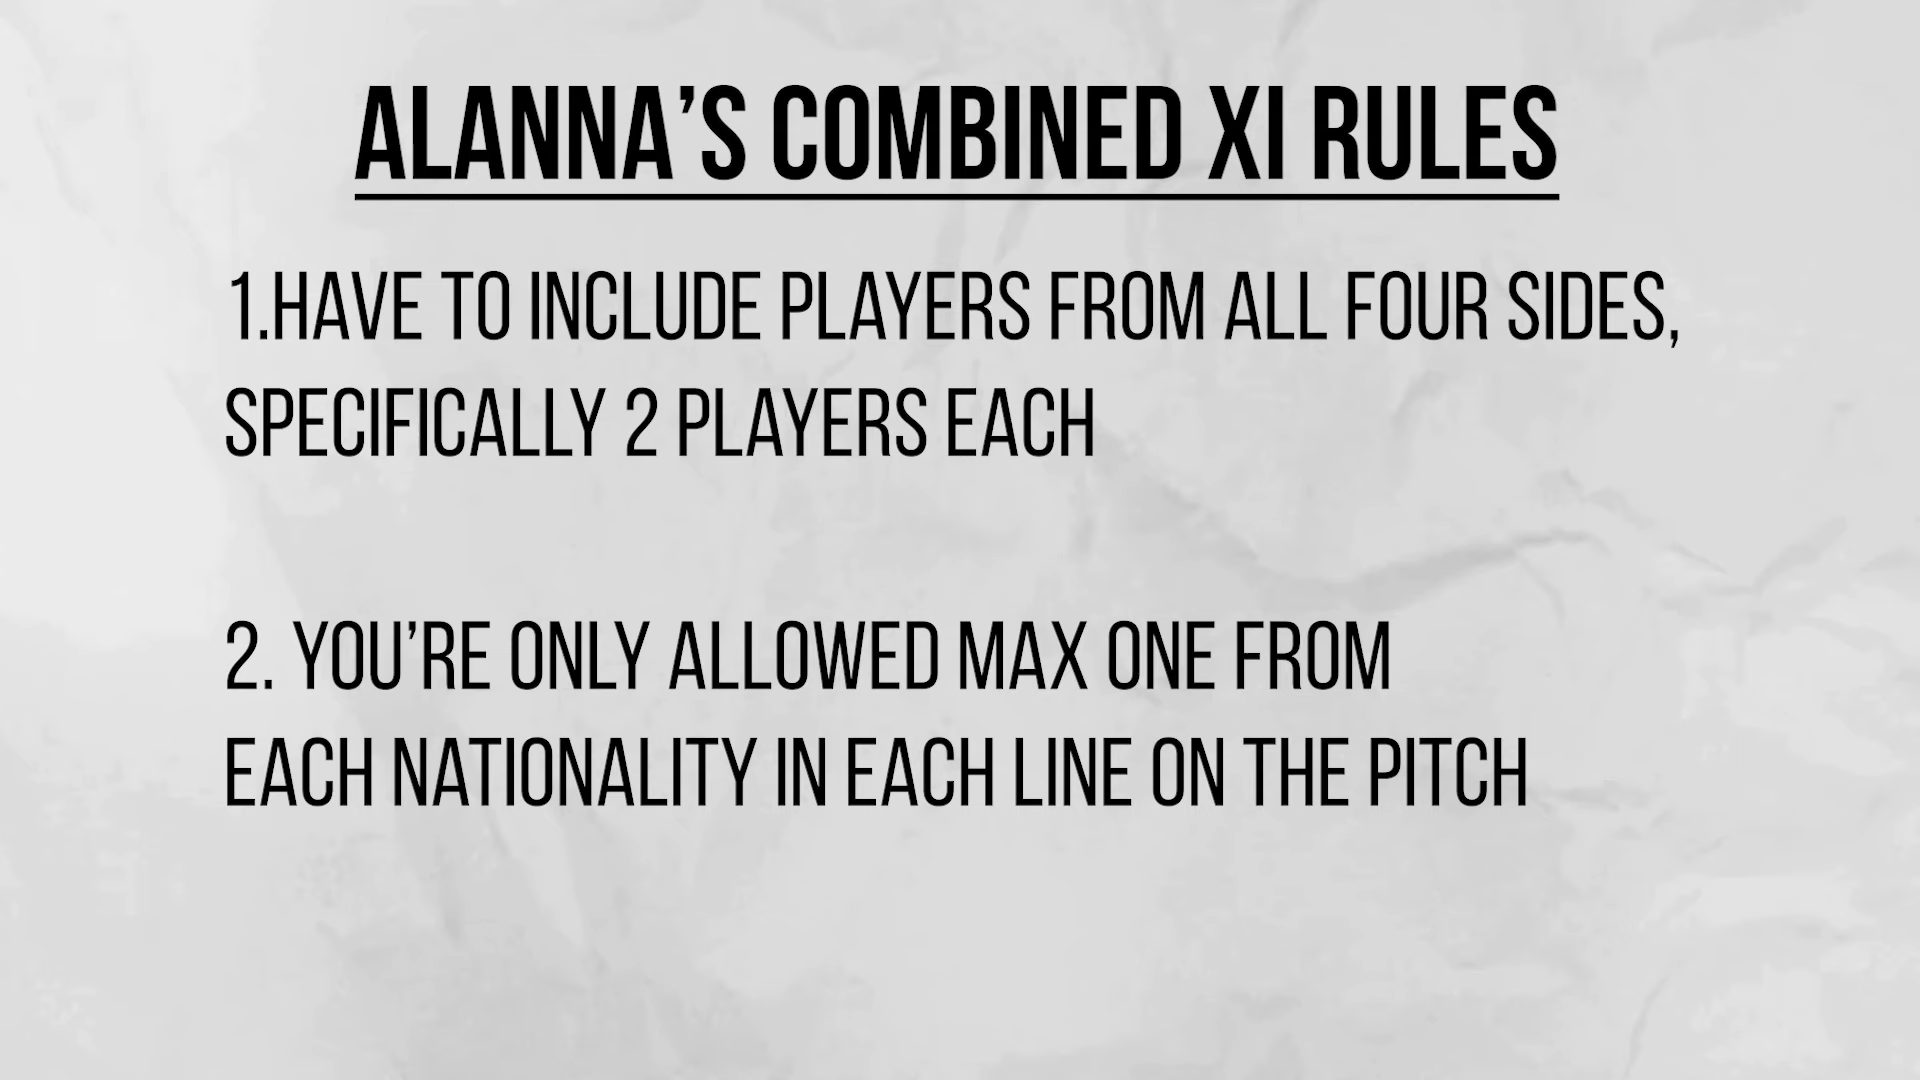 ALANNA'S COMBINED XI RULES
1.HAVE TO INCLUDE PLAYERS FROM ALL FOUR SIDES,
SPECIFICALLY 2 PLAYERS EACH
2. YOU'RE ONLY ALLOWED MAX ONE FROM
EACH NATIONALITY IN EACH LINE ON THE PITCH